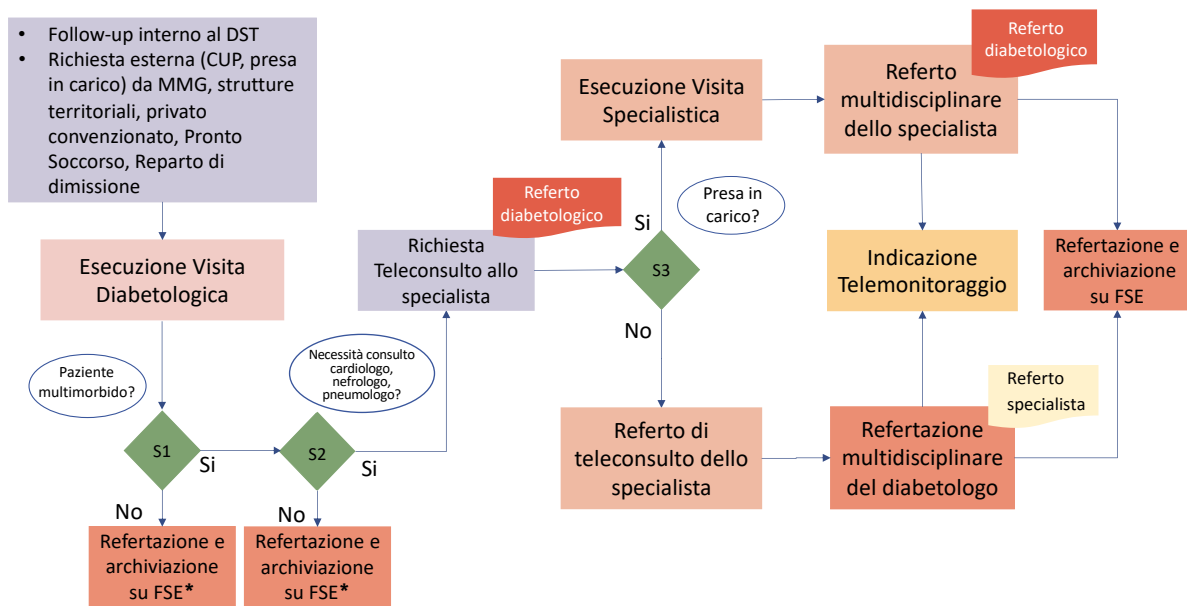 • Follow-up interno al DST
• Richiesta esterna (CUP, presa
in carico) da MMG, strutture
territoriali, privato
convenzionato, Pronto
Soccorso, Reparto di
dimissione
Esecuzione Visita
Diabetologica
Paziente
multimorbido?
S1
Si
No
Refertazione e
archiviazione
su FSE*
Necessità consulto
cardiologo,
nefrologo,
pneumologo?
S2
Si
No
Refertazione e
archiviazione
su FSE*
Referto
diabetologico
Richiesta
Teleconsulto allo
specialista
Presa in
carico?
S3
Si
No
Esecuzione Visita
Specialistica
Referto
diabetologico
Referto
multidisciplinare
dello specialista
Indicazione
Telemonitoraggio
Refertazione e
archiviazione
su FSE
Referto di
teleconsulto dello
specialista
Referto
specialista
Refertazione
multidisciplinare
del diabetologo